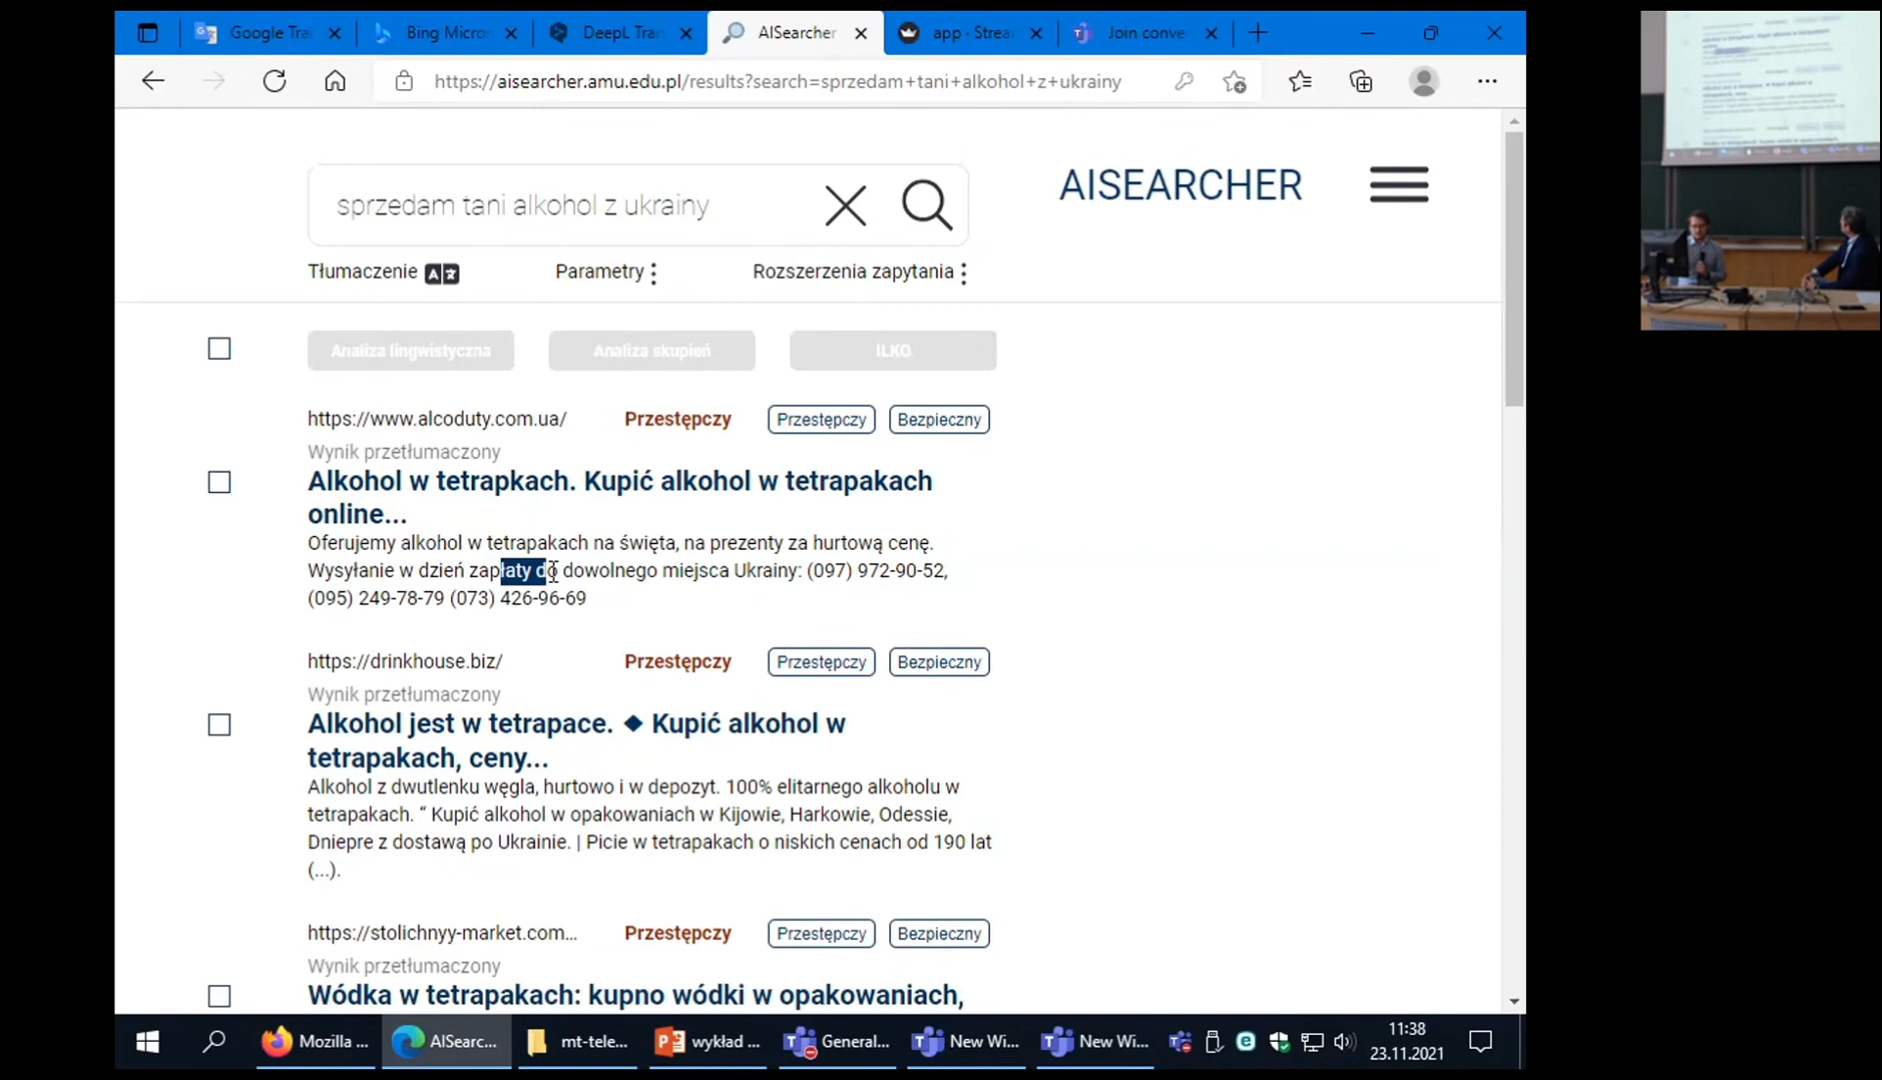 Google Tra
Bing Micros
DeepL Tran
AISearcher
app · Strea
Join conve
https://aisearcher.amu.edu.pl/results?search=sprzedam+tani+alkohol+z+ukrainy
sprzedam tani alkohol z ukrainy
AISEARCHER
Tłumaczenie
Parametry
Rozszerzenia zapytania
Analiza lingwistyczna
Analiza skupień
ILKO
https://www.alcoduty.com.ua/
Przestępczy
Przestępczy
Bezpieczny
Wynik przetłumaczony
Alkohol w tetrapkach. Kupić alkohol w tetrapakach
online...
Oferujemy alkohol w tetrapakach na święta, na prezenty za hurtową cenę.
Wysyłanie w dzień zapłaty do dowolnego miejsca Ukrainy: (097) 972-90-52,
(095) 249-78-79 (073) 426-96-69
https://drinkhouse.biz/
Przestępczy
Przestępczy
Bezpieczny
Wynik przetłumaczony
Alkohol jest w tetrapace. ◆ Kupić alkohol w
tetrapakach, ceny...
Alkohol z dwutlenku węgla, hurtowo i w depozyt. 100% elitarnego alkoholu w
tetrapakach. “ Kupić alkohol w opakowaniach w Kijowie, Harkowie, Odessie,
Dnieprze z dostawą po Ukrainie. | Picie w tetrapakach o niskich cenach od 190 lat
(...).
https://stolichnyy-market.com...
Przestępczy
Przestępczy
Bezpieczny
Wynik przetłumaczony
Wódka w tetrapakach: kupno wódki w opakowaniach,
Mozilla ...
AISearc...
mt-tele...
wykład ...
General...
New Wi...
New Wi...
11:38
23.11.2021